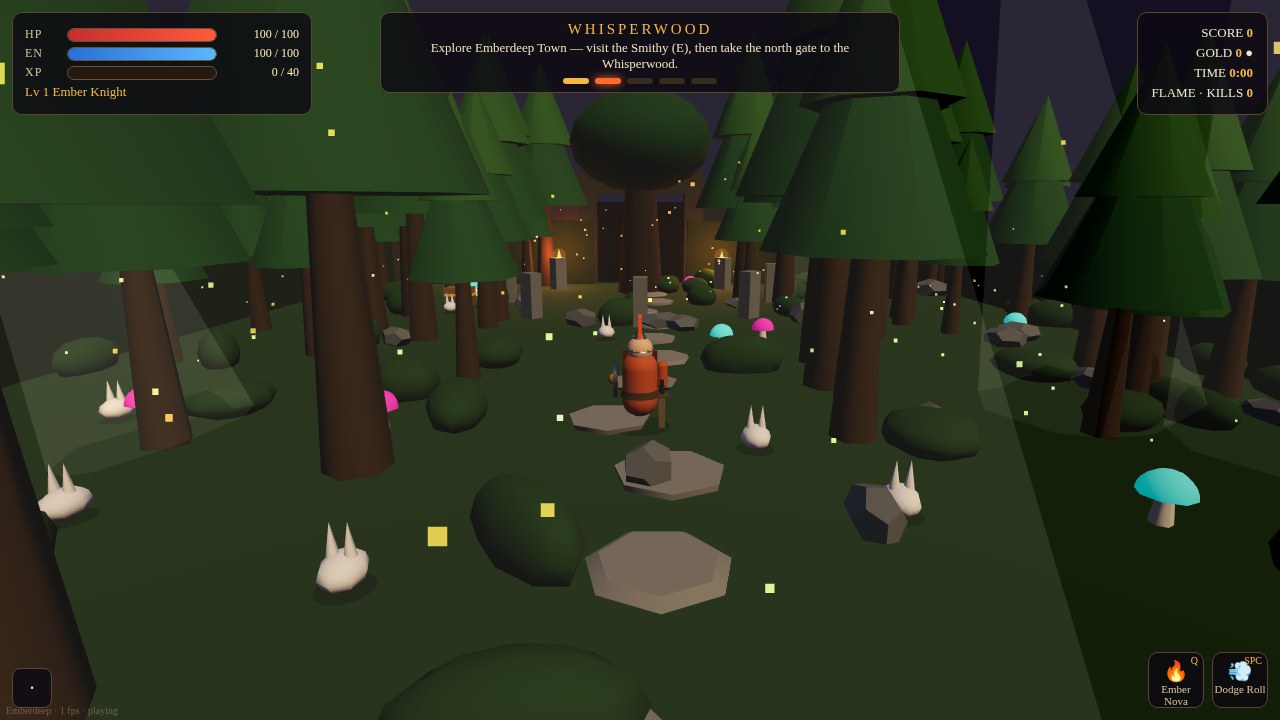 HP 100 / 100
EN 100 / 100
XP 0 / 40
Lv 1 Ember Knight
WHISPERWOOD
Explore Emberdeep Town — visit the Smithy (E), then take the north gate to the
Whisperwood.
SCORE 0
GOLD 0 ●
TIME 0:00
FLAME · KILLS 0
Q
Ember
Nova
SPC
Dodge Roll
Emberdeep · 1 fps · playing